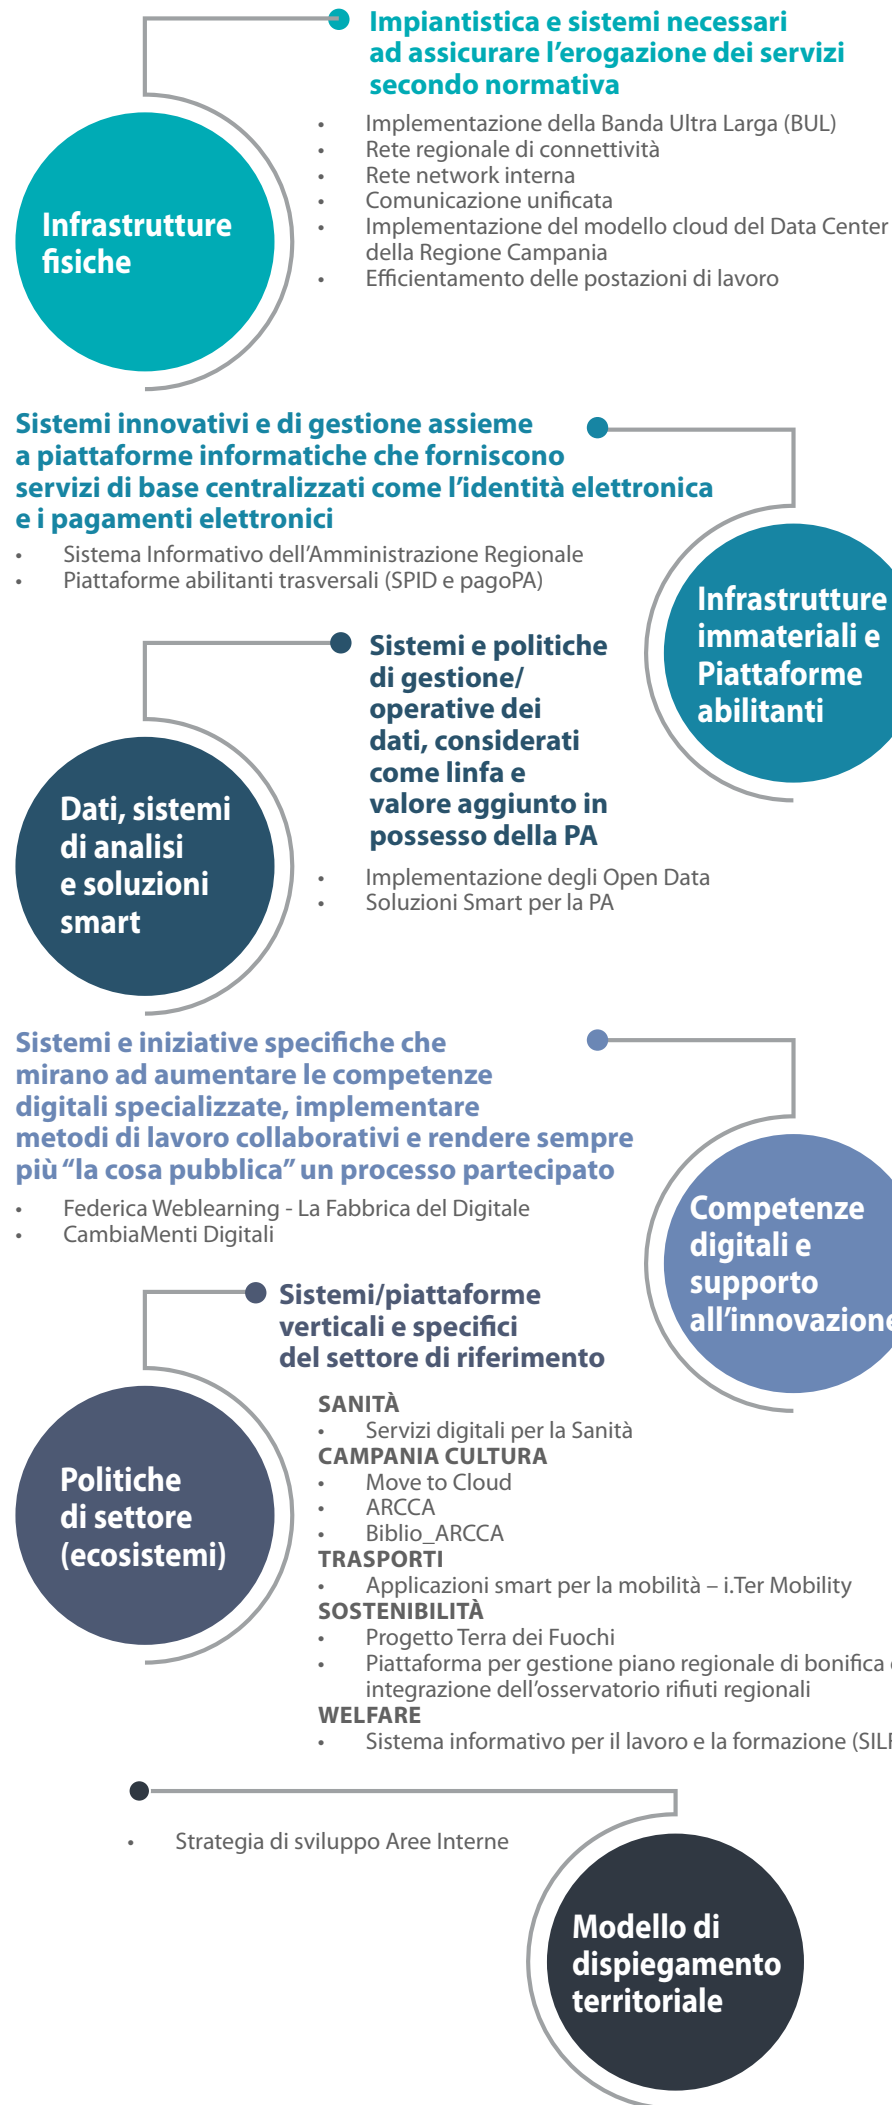 Impiantistica e sistemi necessari
ad assicurare l'erogazione dei servizi
secondo normativa
• Implementazione della Banda Ultra Larga (BUL)
• Rete regionale di connettività
• Rete network interna
• Comunicazione unificata
• Implementazione del modello cloud del Data Center
della Regione Campania
• Efficientamento delle postazioni di lavoro
Infrastrutture
fisiche
Sistemi innovativi e di gestione assieme
a piattaforme informatiche che forniscono
servizi di base centralizzati come l'identità elettronica
e i pagamenti elettronici
• Sistema Informativo dell'Amministrazione Regionale
• Piattaforme abilitanti trasversali (SPID e pagoPA)
Infrastrutture
immateriali e
Piattaforme
abilitanti
Sistemi e politiche
di gestione/
operative dei
dati, considerati
come linfa e
valore aggiunto in
possesso della PA
• Implementazione degli Open Data
• Soluzioni Smart per la PA
Dati, sistemi
di analisi
e soluzioni
smart
Sistemi e iniziative specifiche che
mirano ad aumentare le competenze
digitali specializzate, implementare
metodi di lavoro collaborativi e rendere sempre
più “la cosa pubblica” un processo partecipato
• Federica Weblearning - La Fabbrica del Digitale
• CambiaMenti Digitali
Competenze
digitali e
supporto
all'innovazione
Sistemi/piattaforme
verticali e specifici
del settore di riferimento
SANITÀ
• Servizi digitali per la Sanità
CAMPANIA CULTURA
• Move to Cloud
• ARCCA
• Biblio_ARCCA
TRASPORTI
• Applicazioni smart per la mobilità – i.Ter Mobility
SOSTENIBILITÀ
• Progetto Terra dei Fuochi
• Piattaforma per gestione piano regionale di bonifica
integrazione dell'osservatorio rifiuti regionali
WELFARE
• Sistema informativo per il lavoro e la formazione
Politiche
di settore
(ecosistemi)
• Strategia di sviluppo Aree Interne
Modello di
dispiegamento
territoriale